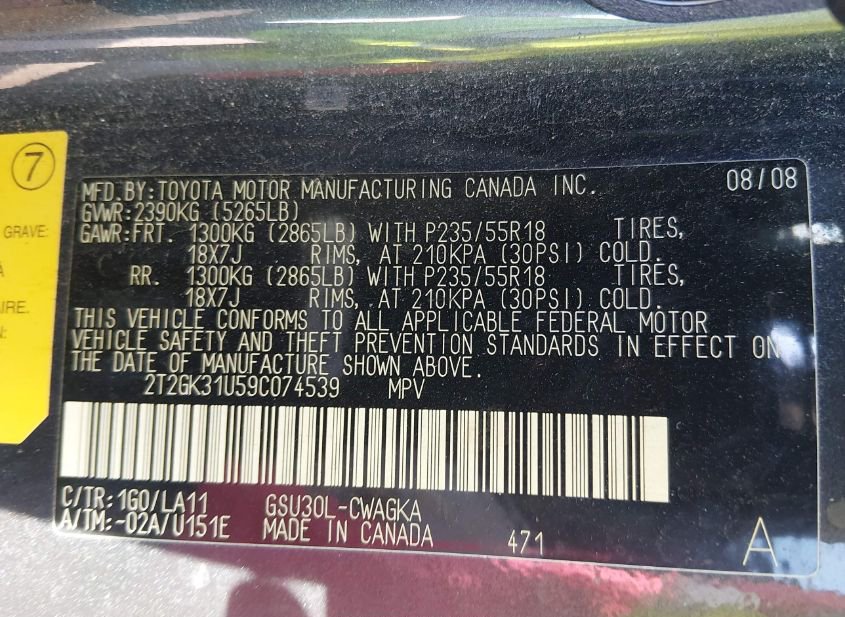 7
GRAVE:
IRE.
MFD.BY:TOYOTA MOTOR MANUFACTURING CANADA INC. 08/08
GVWR:2390KG (5265LB)
GAWR:FRT. 1300KG (2865LB) WITH P235/55R18 TIRES,
18X7J RIMS, AT 210KPA (30PSI) COLD.
RR. 1300KG (2865LB) WITH P235/55R18 TIRES,
18X7J RIMS, AT 210KPA (30PSI) COLD.
THIS VEHICLE CONFORMS TO ALL APPLICABLE FEDERAL MOTOR
VEHICLE SAFETY AND THEFT PREVENTION STANDARDS IN EFFECT ON
THE DATE OF MANUFACTURE SHOWN ABOVE.
2T2GK31U59C074539 MPV
C/TR:1G0/LA11 GSU30L-CWAGKA
A/TM:-02A/U151E MADE IN CANADA 471 A